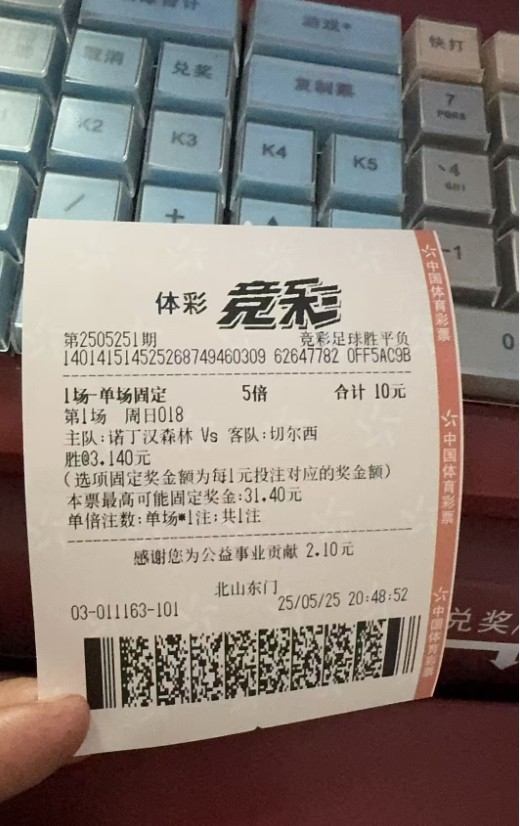 游戏+
快打
取消
兑奖
复制票
7
PQRS
K2
K3
K4
K5
4
GHI
/
+
1
0
体彩 竞彩
第2505251期 竞彩足球胜平负
140141514525268749460309 62647782 0FF5AC9B
1场-单场固定 5倍 合计 10元
第1场 周日018
主队:诺丁汉森林 Vs 客队:切尔西
胜@3.140元
(选项固定奖金额为每1元投注对应的奖金额)
本票最高可能固定奖金:31.40元
单倍注数:单场*1注;共1注
感谢您为公益事业贡献 2.10元
北山东门
03-011163-101 25/05/25 20:48:52
中国体育彩票
中国体育彩票
中国体育彩票
兑奖